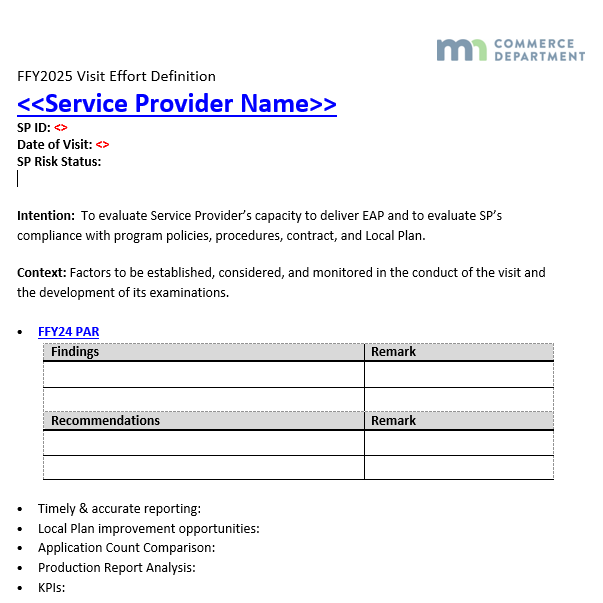 mn COMMERCE
DEPARTMENT
FFY2025 Visit Effort Definition
<<Service Provider Name>>
SP ID: <>
Date of Visit: <>
SP Risk Status:
Intention:  To evaluate Service Provider’s capacity to deliver EAP and to evaluate SP’s
compliance with program policies, procedures, contract, and Local Plan.
Context: Factors to be established, considered, and monitored in the conduct of the visit and
the development of its examinations.
• FFY24 PAR
Findings Remark
Recommendations Remark
• Timely & accurate reporting:
• Local Plan improvement opportunities:
• Application Count Comparison:
• Production Report Analysis:
• KPIs: